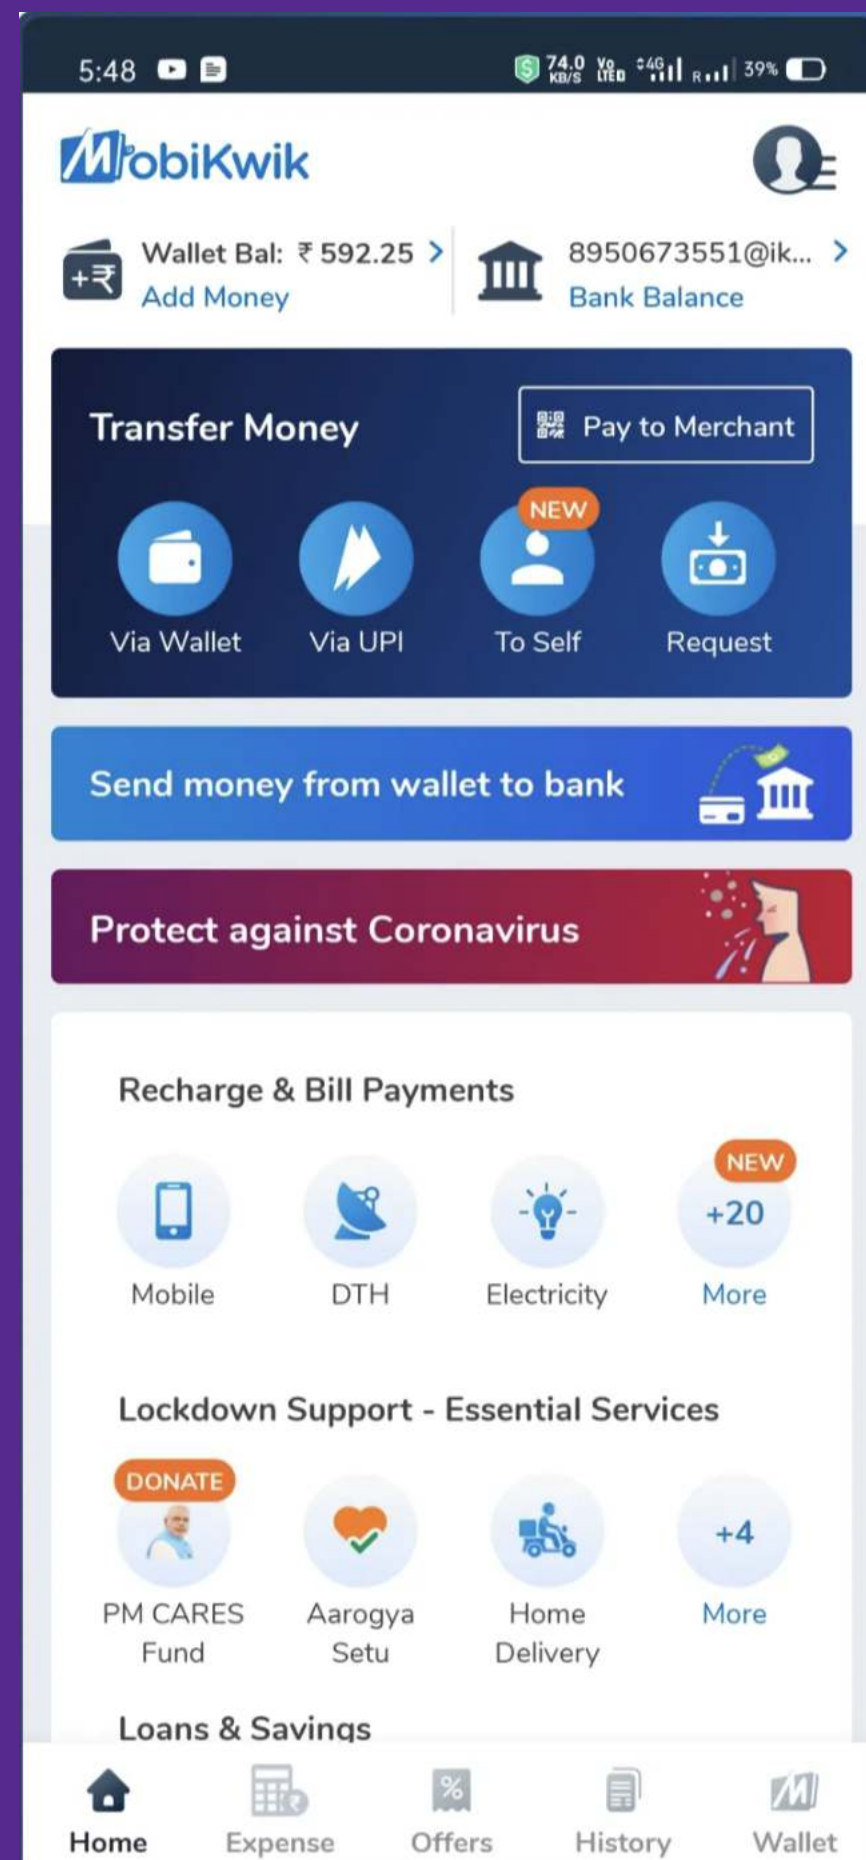 5:48 74.0 KB/S Vo LTED 4G R 39%
MobiKwik
Wallet Bal: ₹ 592.25 >
Add Money
8950673551@ik... >
Bank Balance
Transfer Money
Pay to Merchant
NEW
Via Wallet Via UPI To Self Request
Send money from wallet to bank
Protect against Coronavirus
Recharge & Bill Payments
NEW
+20
Mobile DTH Electricity More
Lockdown Support - Essential Services
DONATE
+4
PM CARES Fund
Aarogya Setu
Home Delivery
More
Loans & Savings
Home Expense Offers History Wallet